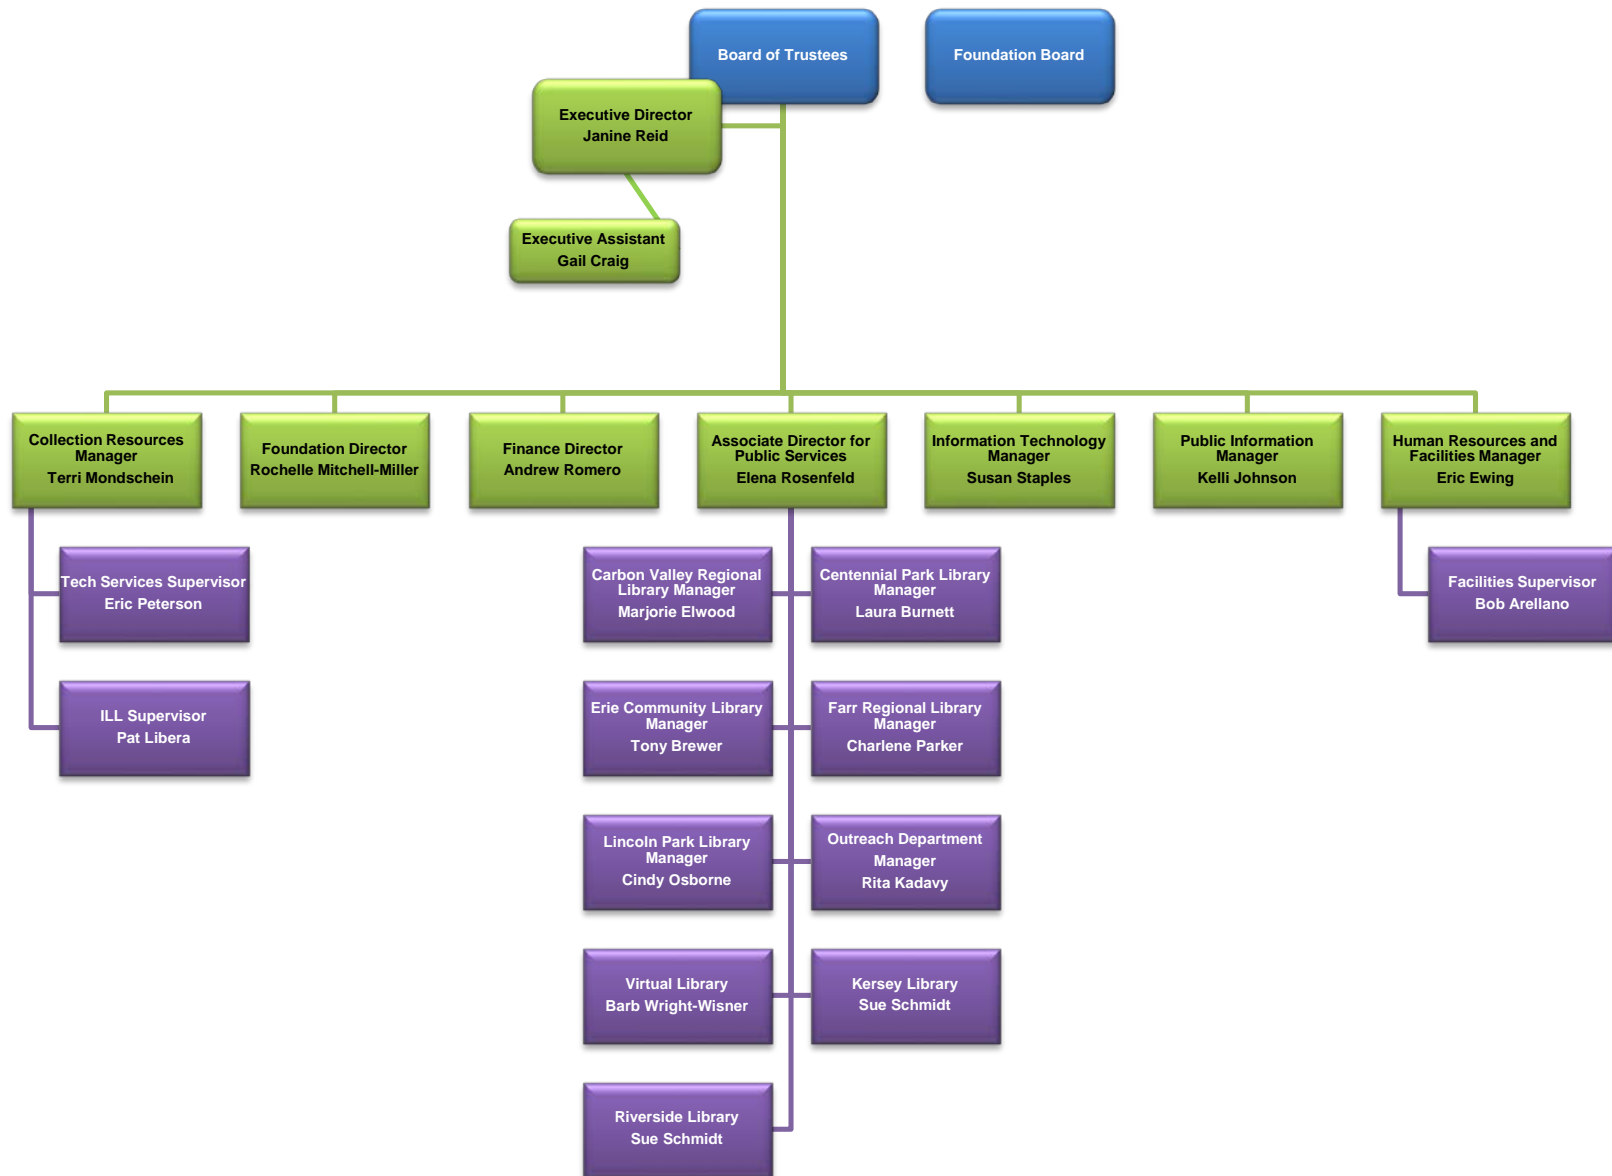 Board of Trustees
Foundation Board
Executive Director
Janine Reid
Executive Assistant
Gail Craig
Collection Resources
Manager
Terri Mondschein
Foundation Director
Rochelle Mitchell-Miller
Finance Director
Andrew Romero
Associate Director for
Public Services
Elena Rosenfeld
Information Technology
Manager
Susan Staples
Public Information
Manager
Kelli Johnson
Human Resources and
Facilities Manager
Eric Ewing
Tech Services Supervisor
Eric Peterson
Carbon Valley Regional
Library Manager
Marjorie Elwood
Centennial Park Library
Manager
Laura Burnett
Facilities Supervisor
Bob Arellano
ILL Supervisor
Pat Libera
Erie Community Library
Manager
Tony Brewer
Farr Regional Library
Manager
Charlene Parker
Lincoln Park Library
Manager
Cindy Osborne
Outreach Department
Manager
Rita Kadavy
Virtual Library
Barb Wright-Wisner
Kersey Library
Sue Schmidt
Riverside Library
Sue Schmidt